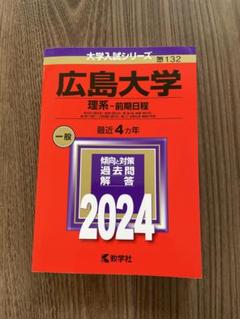 大学入試シリーズ
132
広島大学
理系-前期日程
一般
最近4カ年
傾向と対策
過去問
解答
2024
教学社